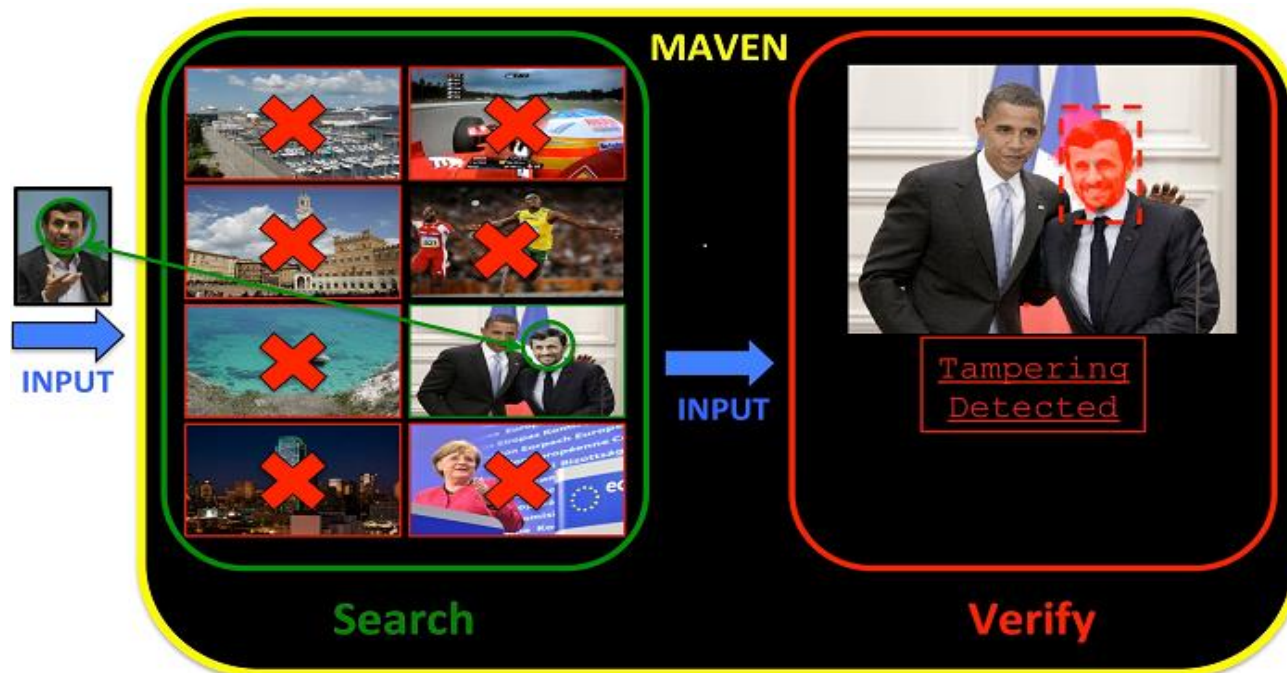 MAVEN
INPUT
INPUT
Tampering
Detected
Search
Verify